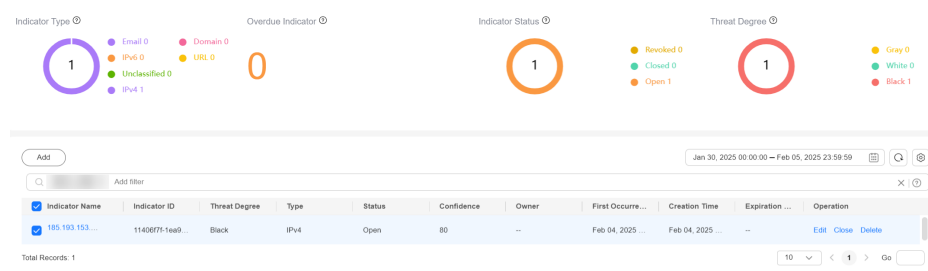 Indicator Type
Overdue Indicator
Indicator Status
Threat Degree
1
Email 0
Domain 0
IPv6 0
URL 0
Unclassified 0
IPv4 1
0
1
Revoked 0
Closed 0
Open 1
1
Gray 0
White 0
Black 1
Add
Jan 30, 2025 00:00:00 – Feb 05, 2025 23:59:59
Add filter
Indicator Name Indicator ID Threat Degree Type Status Confidence Owner First Occurre... Creation Time Expiration ... Operation
185.193.153.... 11406f7f-1ea9... Black IPv4 Open 80 -- Feb 04, 2025 ... Feb 04, 2025 ... -- Edit Close Delete
Total Records: 1
10 < 1 > Go